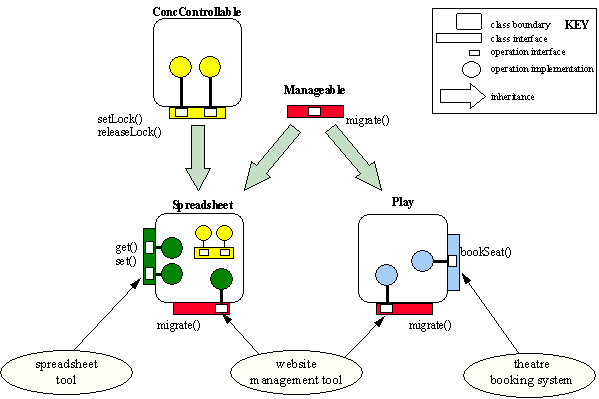 ConcControllable
setLock()
releaseLock()
Manageable
migrate()
class boundary
KEY
class interface
operation interface
operation implementation
inheritance
Spreadsheet
get()
set()
migrate()
Play
bookSeat()
migrate()
spreadsheet
tool
website
management tool
theatre
booking system